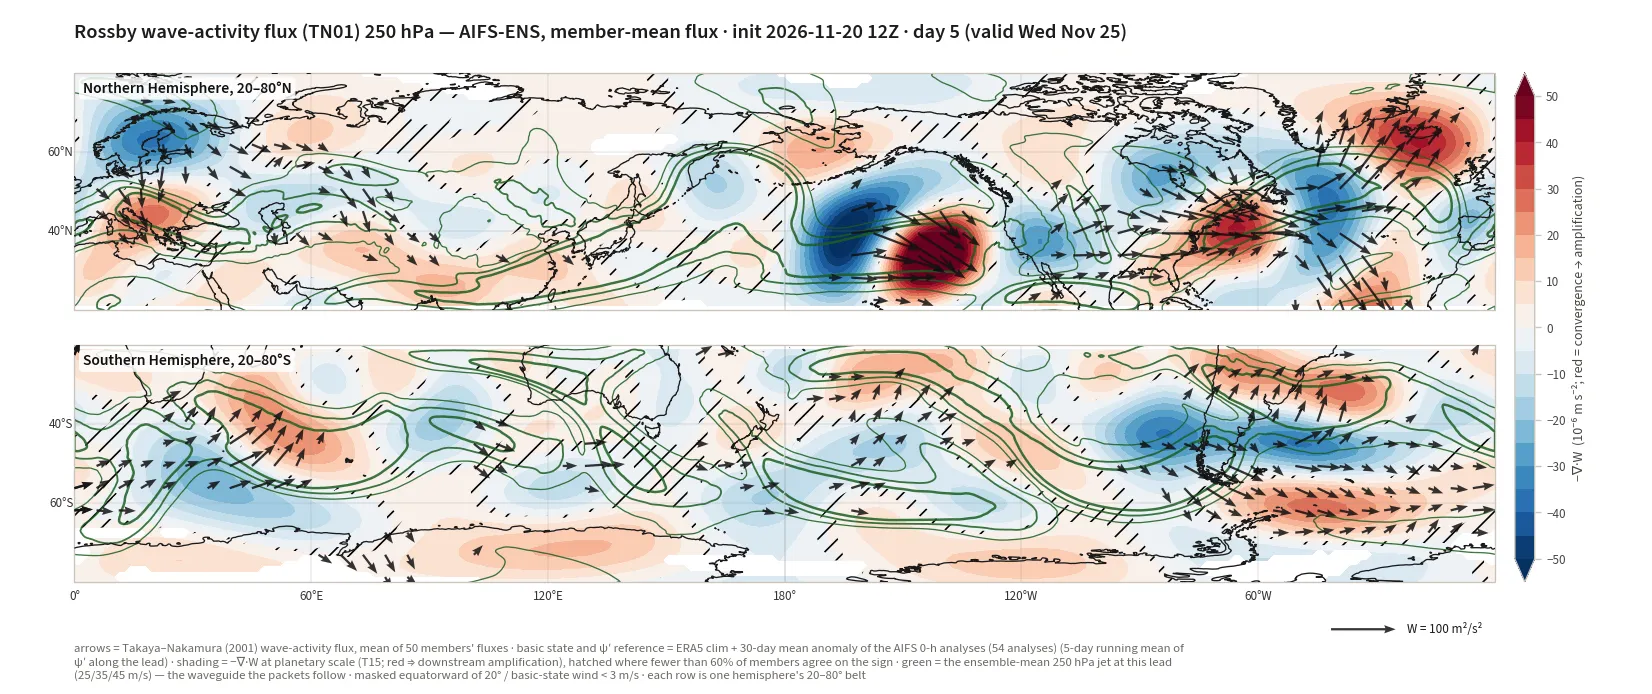 Rossby wave-activity flux (TN01) 250 hPa — AIFS-ENS, member-mean flux · init 2026-11-20 12Z · day 5 (valid Wed Nov 25)
Northern Hemisphere, 20–80°N
60°N
40°N
Southern Hemisphere, 20–80°S
40°S
60°S
0°
60°E
120°E
180°
120°W
60°W
50
40
30
20
10
0
−10
−20
−30
−40
−50
−∇·W (10⁻⁶ m s⁻²; red = convergence → amplification)
W = 100 m²/s²
arrows = Takaya–Nakamura (2001) wave-activity flux, mean of 50 members' fluxes · basic state and ψ' reference = ERA5 clim + 30-day mean anomaly of the AIFS 0-h analyses (54 analyses) (5-day running mean of
ψ' along the lead) · shading = −∇·W at planetary scale (T15; red ⇒ downstream amplification), hatched where fewer than 60% of members agree on the sign · green = the ensemble-mean 250 hPa jet at this lead
(25/35/45 m/s) — the waveguide the packets follow · masked equatorward of 20° / basic-state wind < 3 m/s · each row is one hemisphere's 20–80° belt